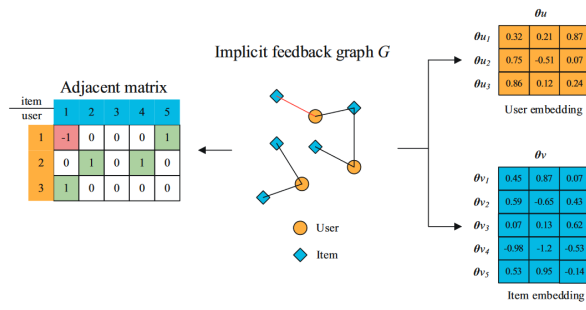 Adjacent matrix
item
user
1 2 3 4 5
1 -1 0 0 0 1
2 0 1 0 1 0
3 1 0 0 0 0
Implicit feedback graph G
User
Item
θu
θu1 0.32 0.21 0.87
θu2 0.75 -0.51 0.07
θu3 0.86 0.12 0.24
User embedding
θv
θv1 0.45 0.87 0.07
θv2 0.59 -0.65 0.43
θv3 0.07 0.13 0.62
θv4 -0.98 -1.2 -0.53
θv5 0.53 0.95 -0.14
Item embedding